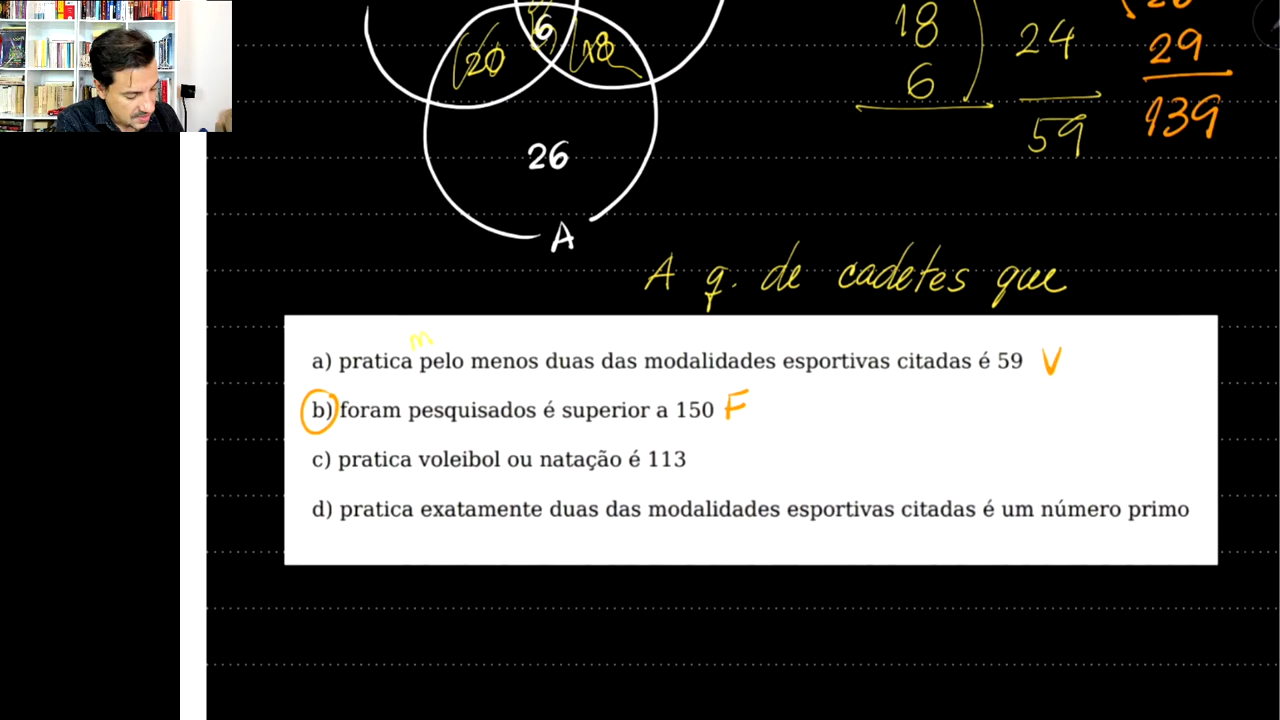 6
20
18
26
A
18
6
24
59
29
139
A q. de cadetes que
m
a) pratica pelo menos duas das modalidades esportivas citadas é 59 V
b) foram pesquisados é superior a 150 F
c) pratica voleibol ou natação é 113
d) pratica exatamente duas das modalidades esportivas citadas é um número primo